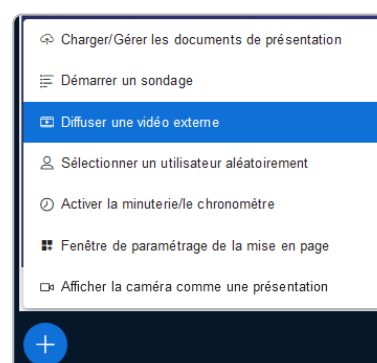 Charger/Gérer les documents de présentation
Démarrer un sondage
Diffuser une vidéo externe
Sélectionner un utilisateur aléatoirement
Activer la minuterie/le chronomètre
Fenêtre de paramétrage de la mise en page
Afficher la caméra comme une présentation